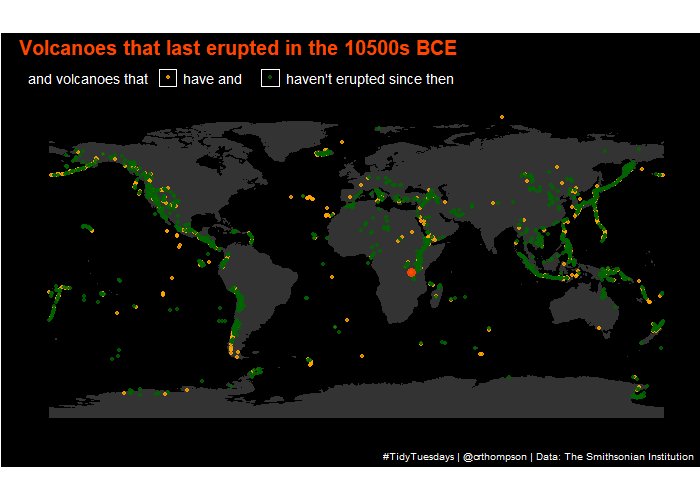 Volcanoes that last erupted in the 10500s BCE
and volcanoes that have and haven't erupted since then
#TidyTuesdays | @crthompson | Data: The Smithsonian Institution